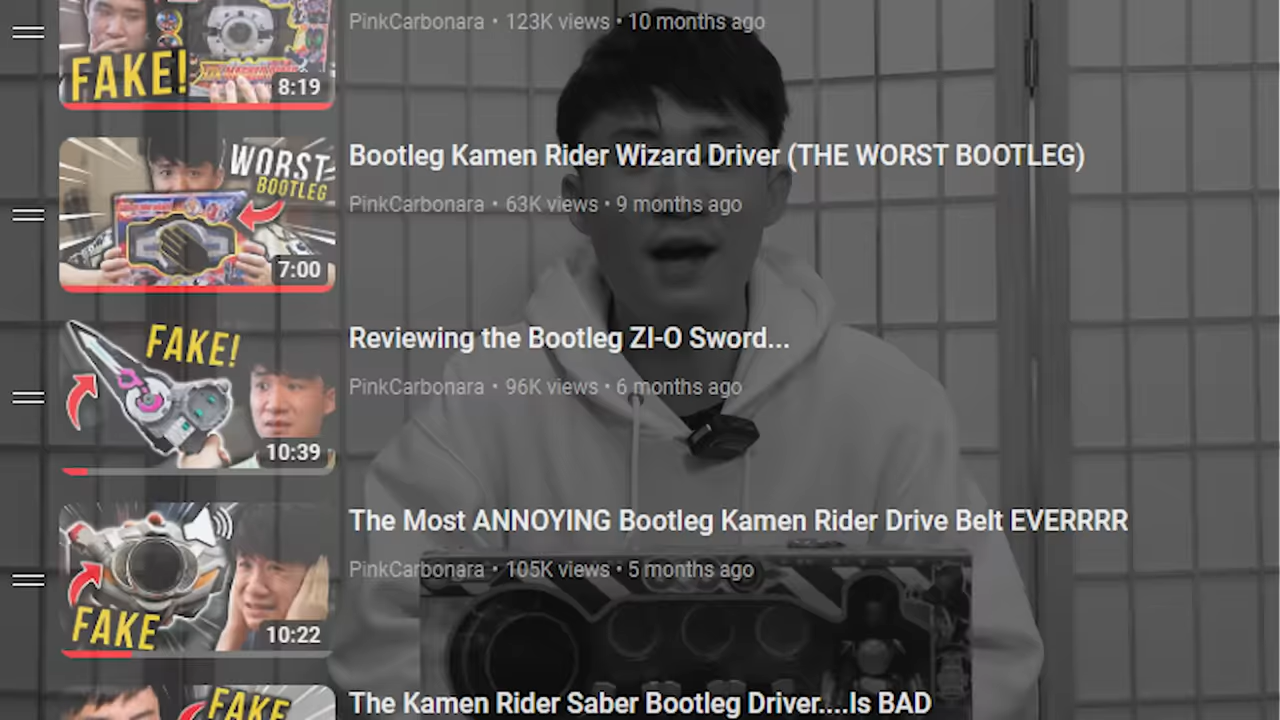 PinkCarbonara • 123K views • 10 months ago
FAKE!
8:19
Bootleg Kamen Rider Wizard Driver (THE WORST BOOTLEG)
PinkCarbonara • 63K views • 9 months ago
WORST
BOOTLEG
7:00
Reviewing the Bootleg ZI-O Sword...
PinkCarbonara • 96K views • 6 months ago
FAKE!
10:39
The Most ANNOYING Bootleg Kamen Rider Drive Belt EVERRRR
PinkCarbonara • 105K views • 5 months ago
FAKE
10:22
The Kamen Rider Saber Bootleg Driver....Is BAD
FAKE